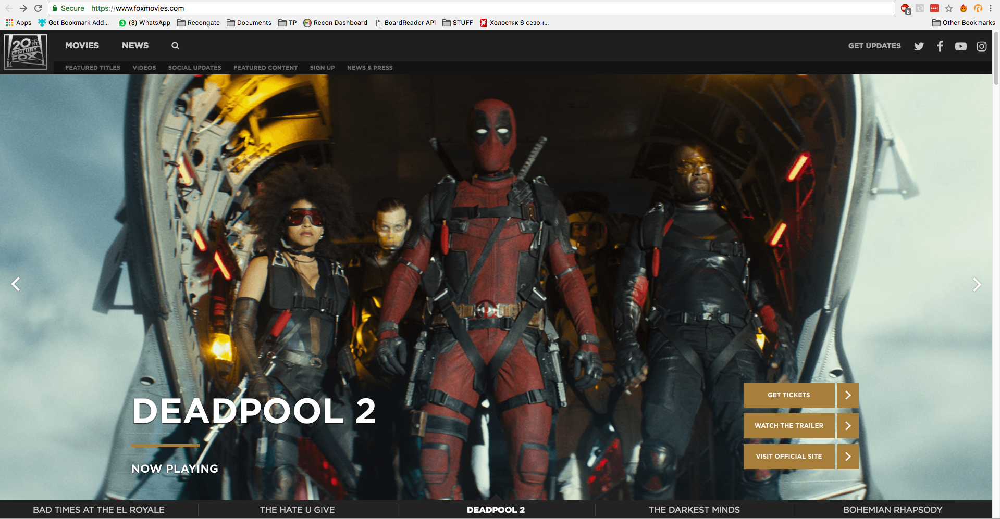 Secure https://www.foxmovies.com
ABP 8
Apps Get Bookmark Add... 3 (3) WhatsApp Recongate Documents TP Recon Dashboard BoardReader API STUFF Холостяк 6 сезон... Other Bookmarks
20th
CENTURY
FOX
MOVIES NEWS GET UPDATES
FEATURED TITLES VIDEOS SOCIAL UPDATES FEATURED CONTENT SIGN UP NEWS & PRESS
DEADPOOL 2
NOW PLAYING
GET TICKETS
WATCH THE TRAILER
VISIT OFFICIAL SITE
BAD TIMES AT THE EL ROYALE THE HATE U GIVE DEADPOOL 2 THE DARKEST MINDS BOHEMIAN RHAPSODY